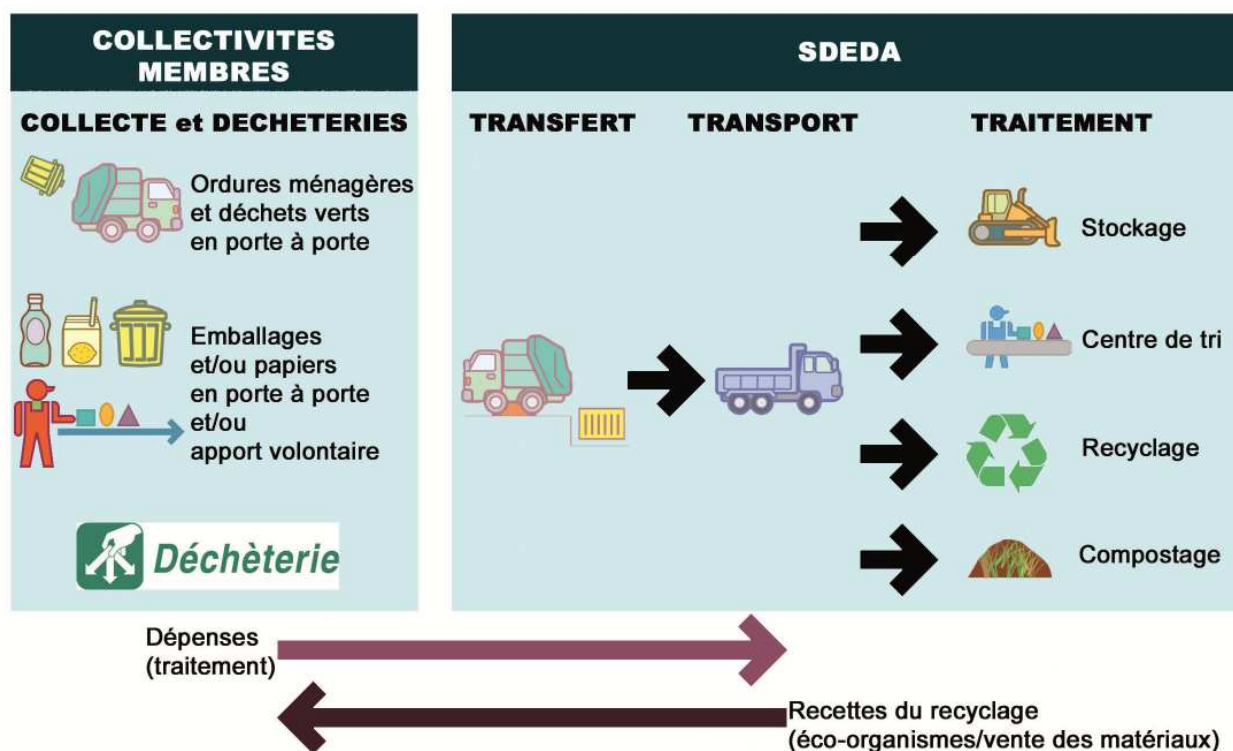 COLLECTIVITES
MEMBRES
COLLECTE et DECHETERIES
Ordures ménagères
et déchets verts
en porte à porte
Emballages
et/ou papiers
en porte à porte
et/ou
apport volontaire
Déchèterie
SDEDA
TRANSFERT
TRANSPORT
TRAITEMENT
Stockage
Centre de tri
Recyclage
Compostage
Dépenses
(traitement)
Recettes du recyclage
(éco-organismes/vente des matériaux)